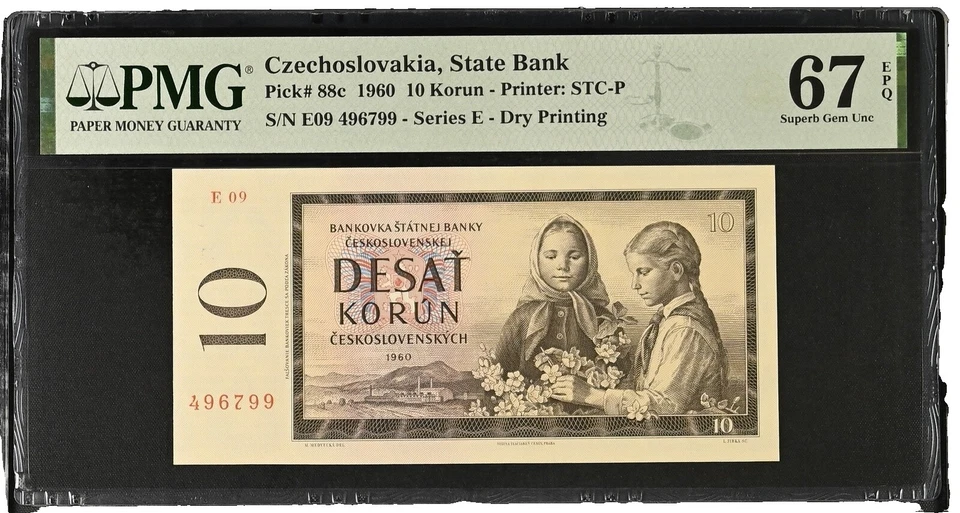 PMG®
PAPER MONEY GUARANTY
Czechoslovakia, State Bank
Pick# 88c 1960 10 Korun - Printer: STC-P
S/N E09 496799 - Series E - Dry Printing
67
EPQ
Superb Gem Unc
E 09
10
496799
BANKOVKA ŠTÁTNEJ BANKY
ČESKOSLOVENSKEJ
DESAŤ
KORÚN
ČESKOSLOVENSKÝCH
1960
10
10